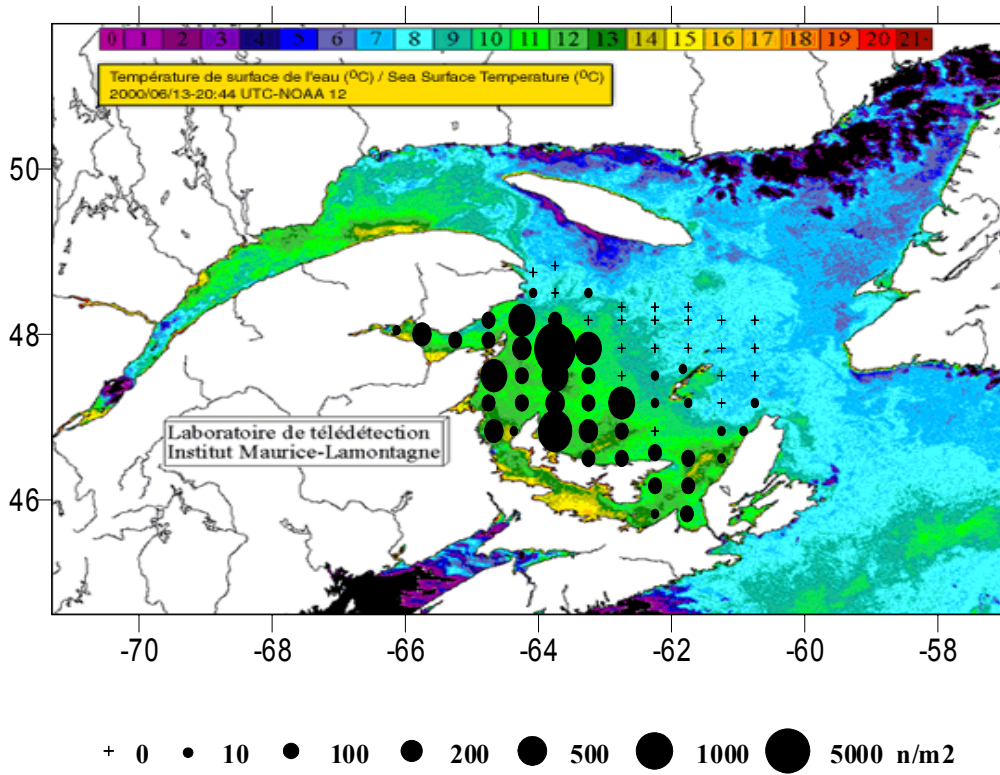 0 1 2 3 4 5 6 7 8 9 10 11 12 13 14 15 16 17 18 19 20 21+
Température de surface de l'eau (ºC) / Sea Surface Temperature (ºC)
2000/06/13-20:44 UTC-NOAA 12
50
48
Laboratoire de télédétection
Institut Maurice-Lamontagne
46
-70 -68 -66 -64 -62 -60 -58
+ 0 10 100 200 500 1000 5000 n/m2